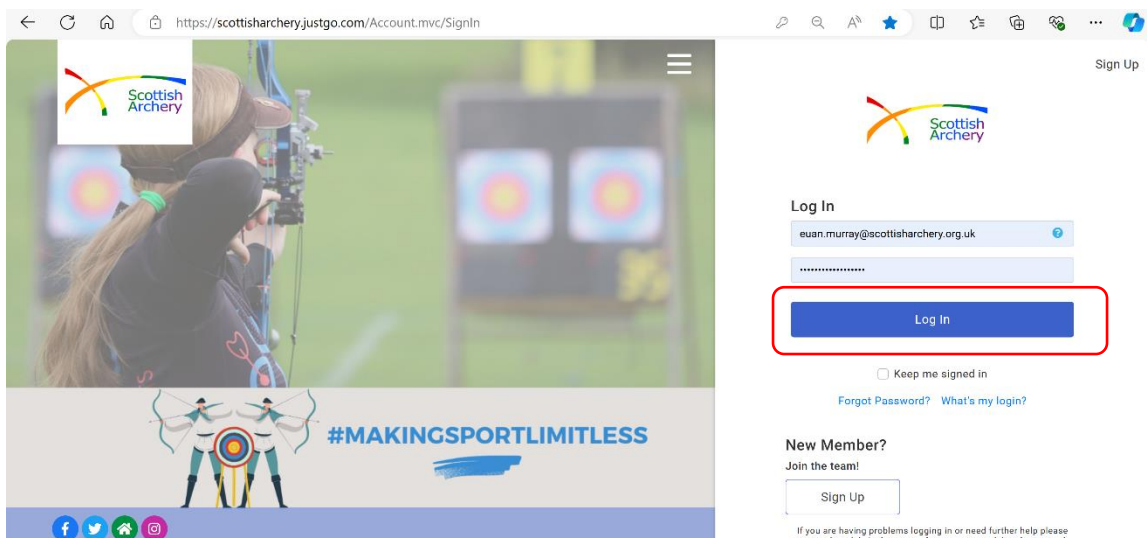 https://scottisharchery.justgo.com/Account.mvc/SignIn
Sign Up
Scottish
Archery
Scottish
Archery
Log In
euan.murray@scottisharchery.org.uk
••••••••••••••••••
Log In
Keep me signed in
Forgot Password? What's my login?
#MAKINGSPORTLIMITLESS
New Member?
Join the team!
Sign Up
If you are having problems logging in or need further help please